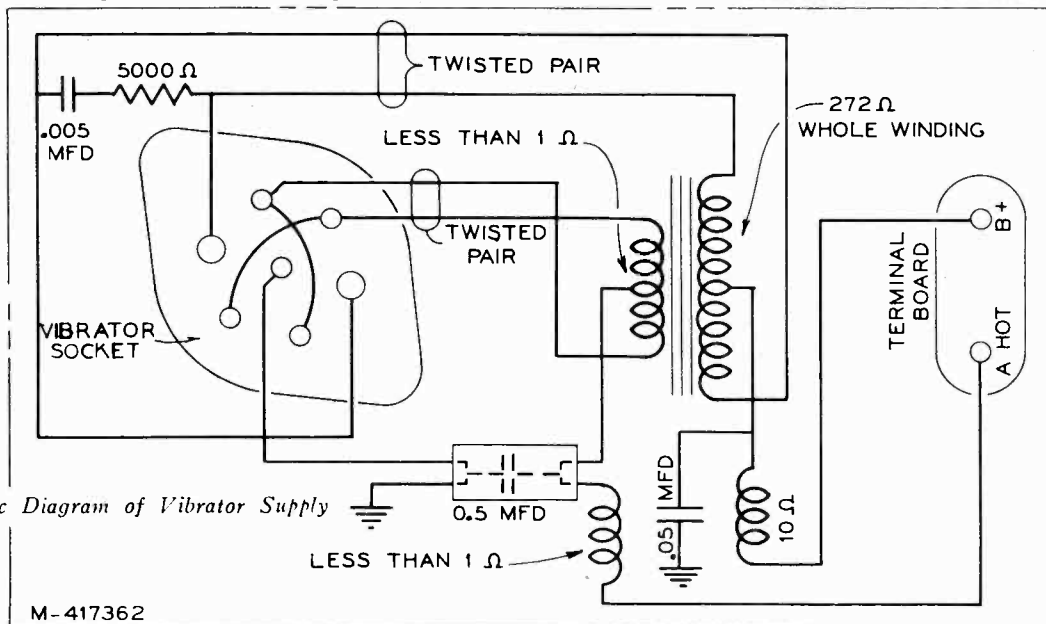 TWISTED PAIR
5000 Ω
.005
MFD
272 Ω
WHOLE WINDING
LESS THAN 1 Ω
TWISTED
PAIR
VIBRATOR
SOCKET
TERMINAL
BOARD
B+
A HOT
c Diagram of Vibrator Supply
0.5 MFD
.05 MFD
10 Ω
LESS THAN 1 Ω
M-417362